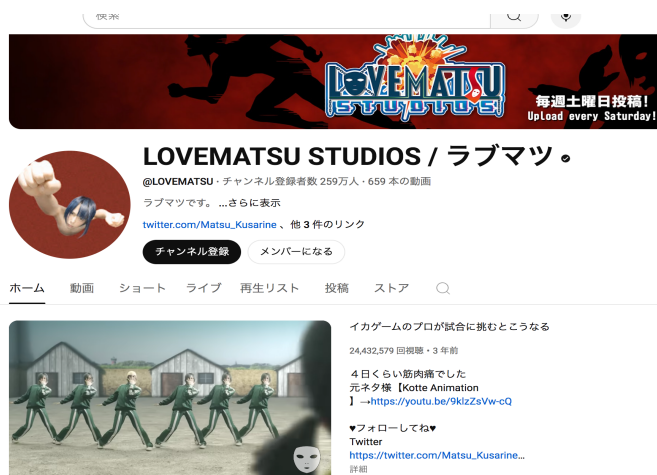 検索
LOVEMATSU
STUDIOS
毎週土曜日投稿!
Upload every Saturday!
LOVEMATSU STUDIOS / ラブマツ
@LOVEMATSU・チャンネル登録者数 259万人・659 本の動画
ラブマツです。 ...さらに表示
twitter.com/Matsu_Kusarine 、他 3 件のリンク
チャンネル登録 メンバーになる
ホーム 動画 ショート ライブ 再生リスト 投稿 ストア
イカゲームのプロが試合に挑むとこうなる
24,432,579 回視聴・3 年前
４日くらい筋肉痛でした
元ネタ様【Kotte Animation
】→https://youtu.be/9klzZsVw-cQ
♥フォローしてね♥
Twitter
https://twitter.com/Matsu_Kusarine...
詳細